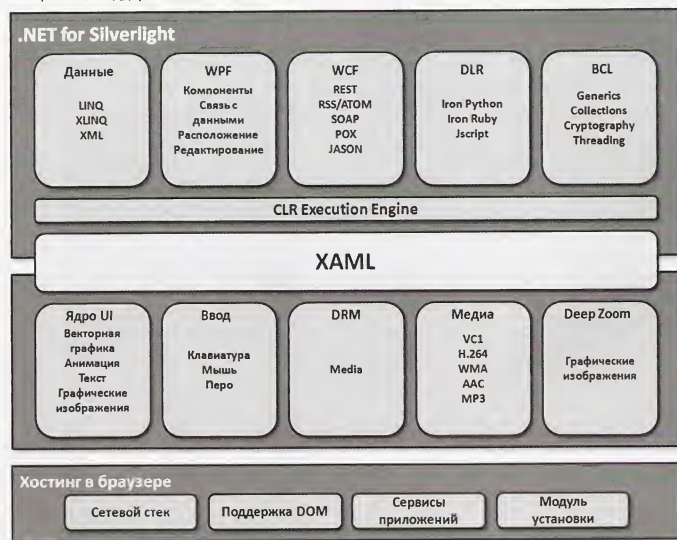 .NET for Silverlight
Данные
LINQ
XLINQ
XML
WPF
Компоненты
Связь с
данными
Расположение
Редактирование
WCF
REST
RSS/ATOM
SOAP
POX
JASON
DLR
Iron Python
Iron Ruby
Jscript
BCL
Generics
Collections
Cryptography
Threading
CLR Execution Engine
XAML
Ядро UI
Векторная
графика
Анимация
Текст
Графические
изображения
Ввод
Клавиатура
Мышь
Перо
DRM
Media
Медиа
VC1
H.264
WMA
AAC
MP3
Deep Zoom
Графические
изображения
Хостинг в браузере
Сетевой стек
Поддержка DOM
Сервисы
приложений
Модуль
установки